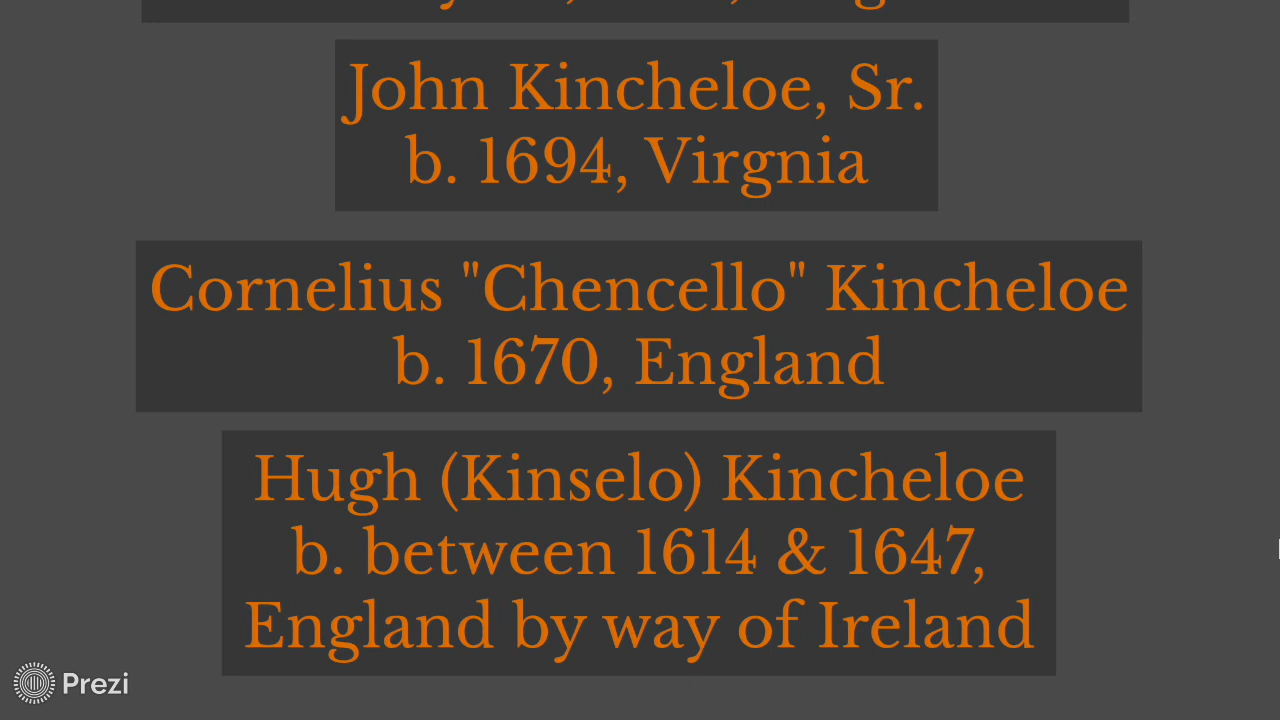 John Kincheloe, Sr.
b. 1694, Virgnia
Cornelius "Chencello" Kincheloe
b. 1670, England
Hugh (Kinselo) Kincheloe
b. between 1614 & 1647,
England by way of Ireland
Prezi